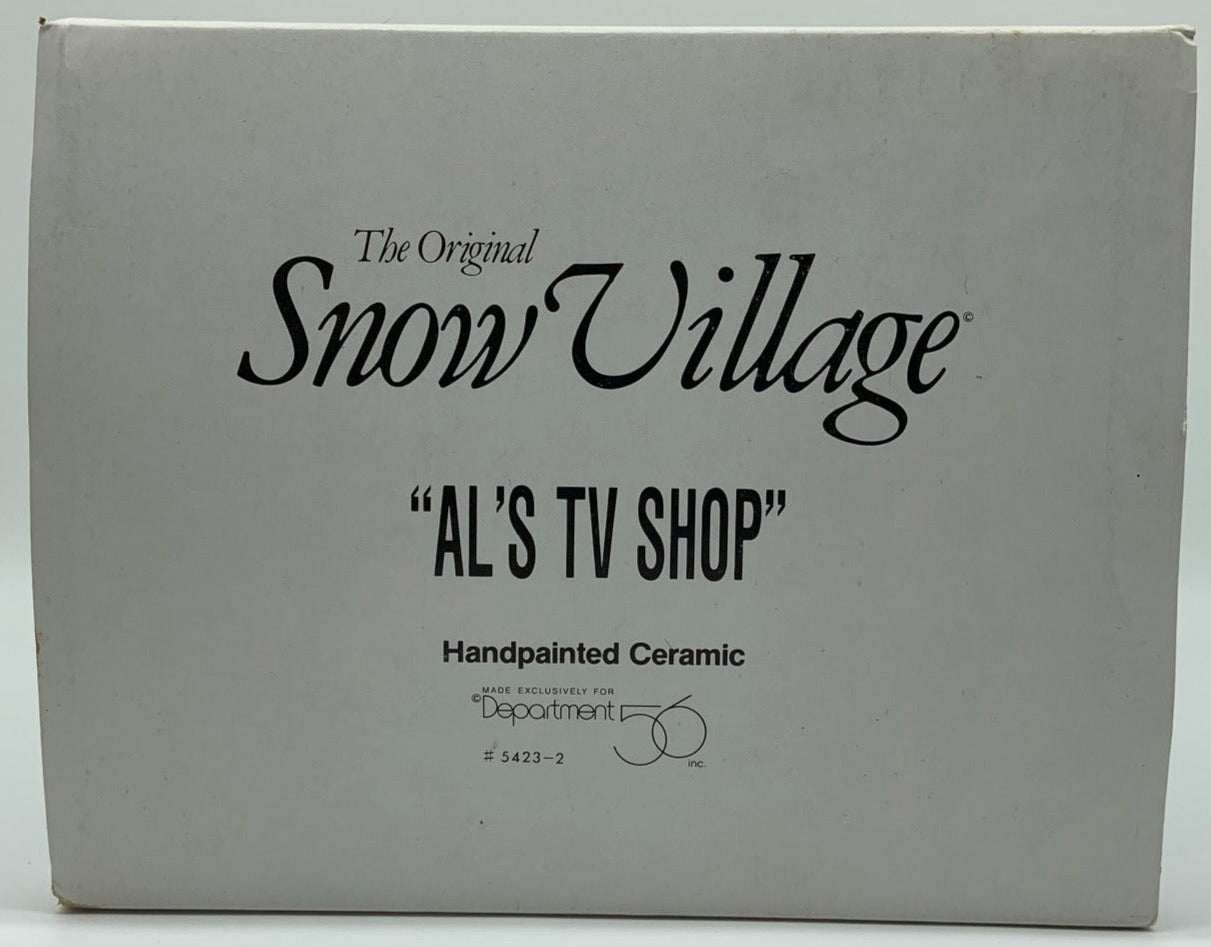 The Original
Snow Village©
“AL’S TV SHOP”
Handpainted Ceramic
MADE EXCLUSIVELY FOR
©Department 56
inc.
# 5423-2